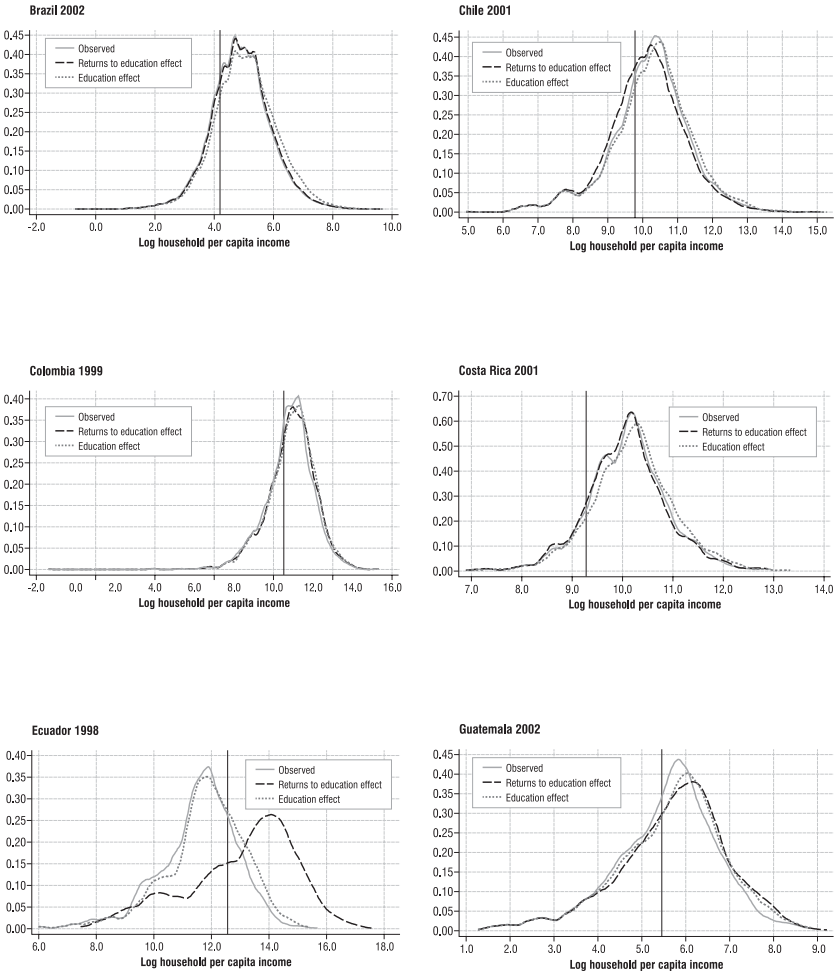 Brazil 2002
0.45
0.40
0.35
0.30
0.25
0.20
0.15
0.10
0.05
0.00
Observed
Returns to education effect
Education effect
-2.0 0.0 2.0 4.0 6.0 8.0 10.0
Log household per capita income
Chile 2001
0.45
0.40
0.35
0.30
0.25
0.20
0.15
0.10
0.05
0.00
Observed
Returns to education effect
Education effect
5.0 6.0 7.0 8.0 9.0 10.0 11.0 12.0 13.0 14.0 15.0
Log household per capita income
Colombia 1999
0.40
0.35
0.30
0.25
0.20
0.15
0.10
0.05
0.00
Observed
Returns to education effect
Education effect
-2.0 0.0 2.0 4.0 6.0 8.0 10.0 12.0 14.0 16.0
Log household per capita income
Costa Rica 2001
0.70
0.60
0.50
0.40
0.30
0.20
0.10
0.00
Observed
Returns to education effect
Education effect
7.0 8.0 9.0 10.0 11.0 12.0 13.0 14.0
Log household per capita income
Ecuador 1998
0.40
0.35
0.30
0.25
0.20
0.15
0.10
0.05
0.00
Observed
Returns to education effect
Education effect
6.0 8.0 10.0 12.0 14.0 16.0 18.0
Log household per capita income
Guatemala 2002
0.45
0.40
0.35
0.30
0.25
0.20
0.15
0.10
0.05
0.00
Observed
Returns to education effect
Education effect
1.0 2.0 3.0 4.0 5.0 6.0 7.0 8.0 9.0
Log household per capita income